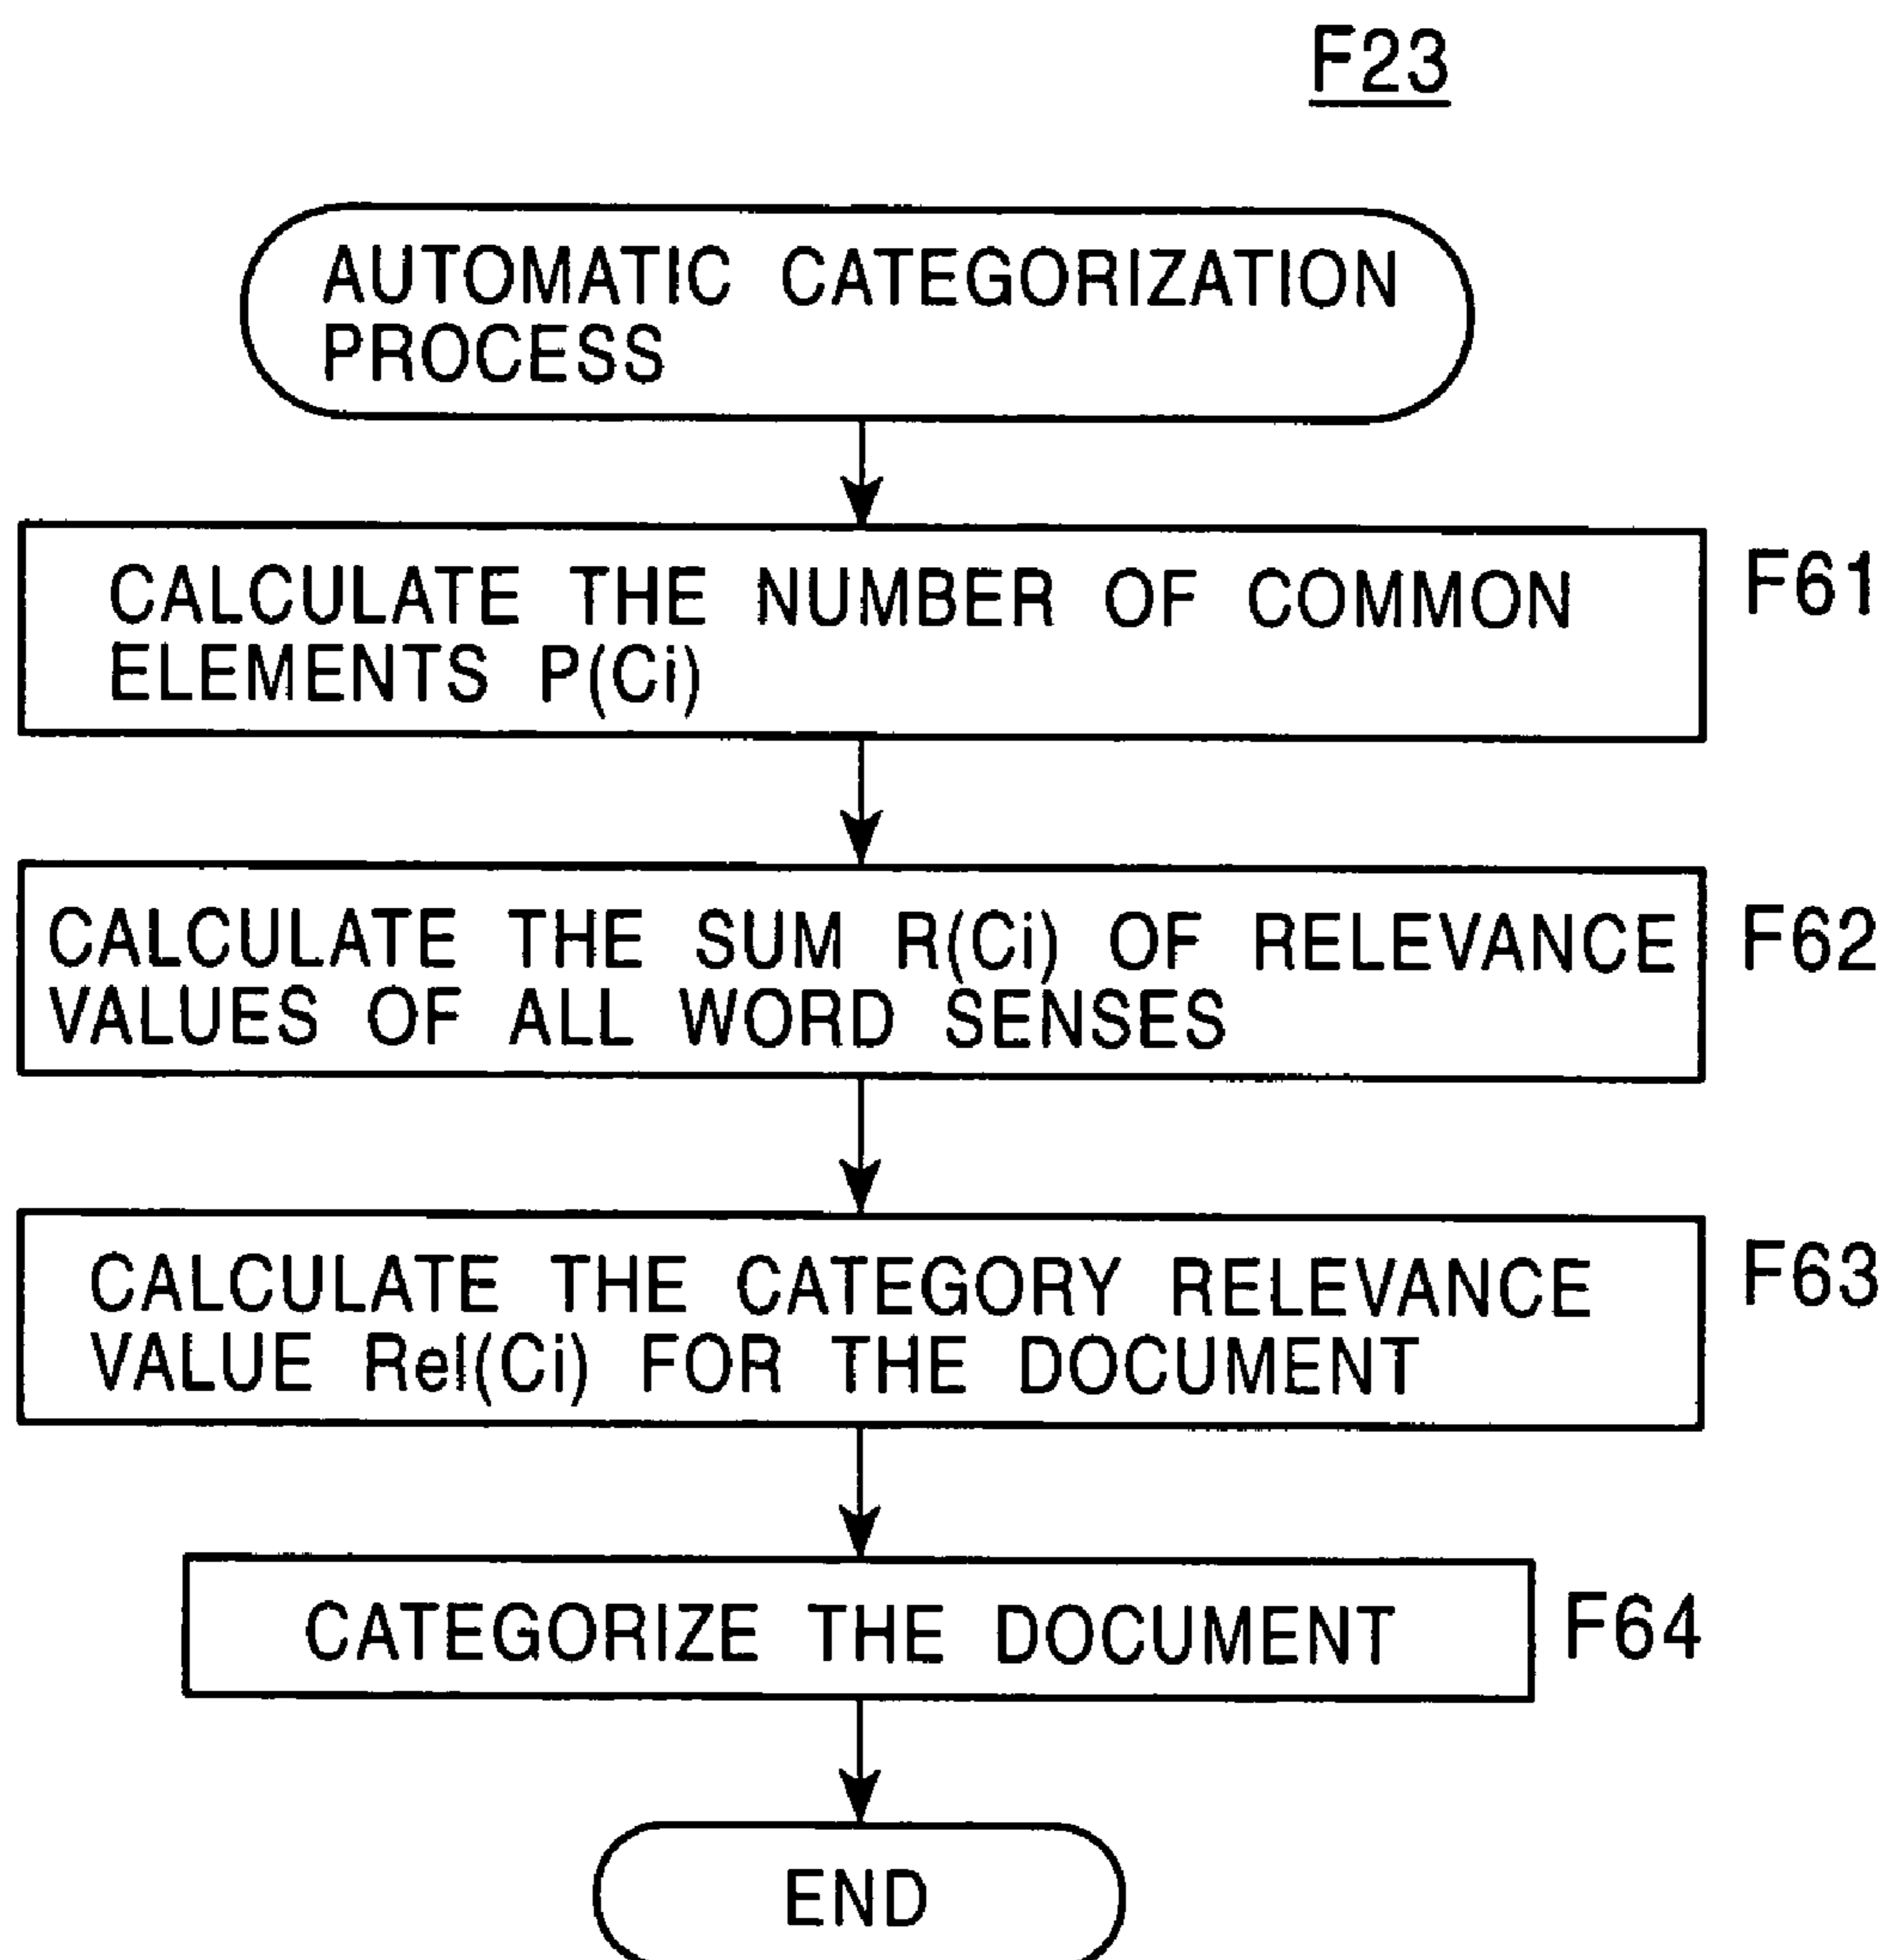 F23
AUTOMATIC CATEGORIZATION
PROCESS
CALCULATE THE NUMBER OF COMMON
ELEMENTS P(Ci)
F61
CALCULATE THE SUM R(Ci) OF RELEVANCE
VALUES OF ALL WORD SENSES
F62
CALCULATE THE CATEGORY RELEVANCE
VALUE Rel(Ci) FOR THE DOCUMENT
F63
CATEGORIZE THE DOCUMENT
F64
END